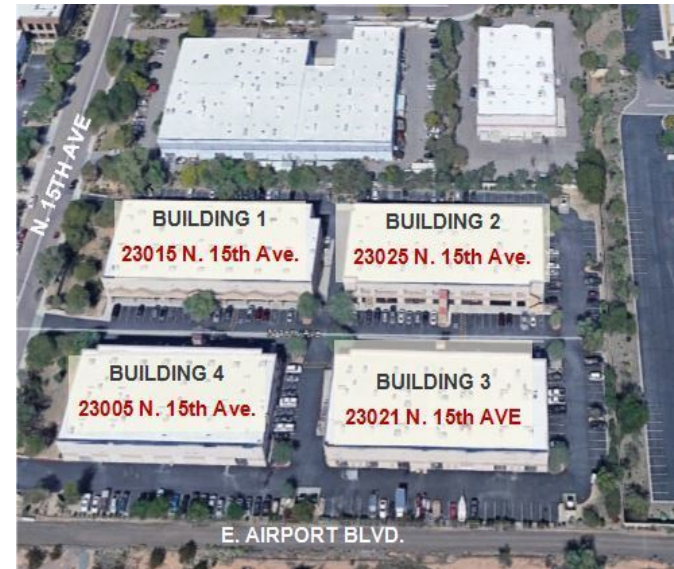 N. 15TH AVE
BUILDING 1
23015 N. 15th Ave.
BUILDING 2
23025 N. 15th Ave.
BUILDING 4
23005 N. 15th Ave.
BUILDING 3
23021 N. 15th AVE
E. AIRPORT BLVD.